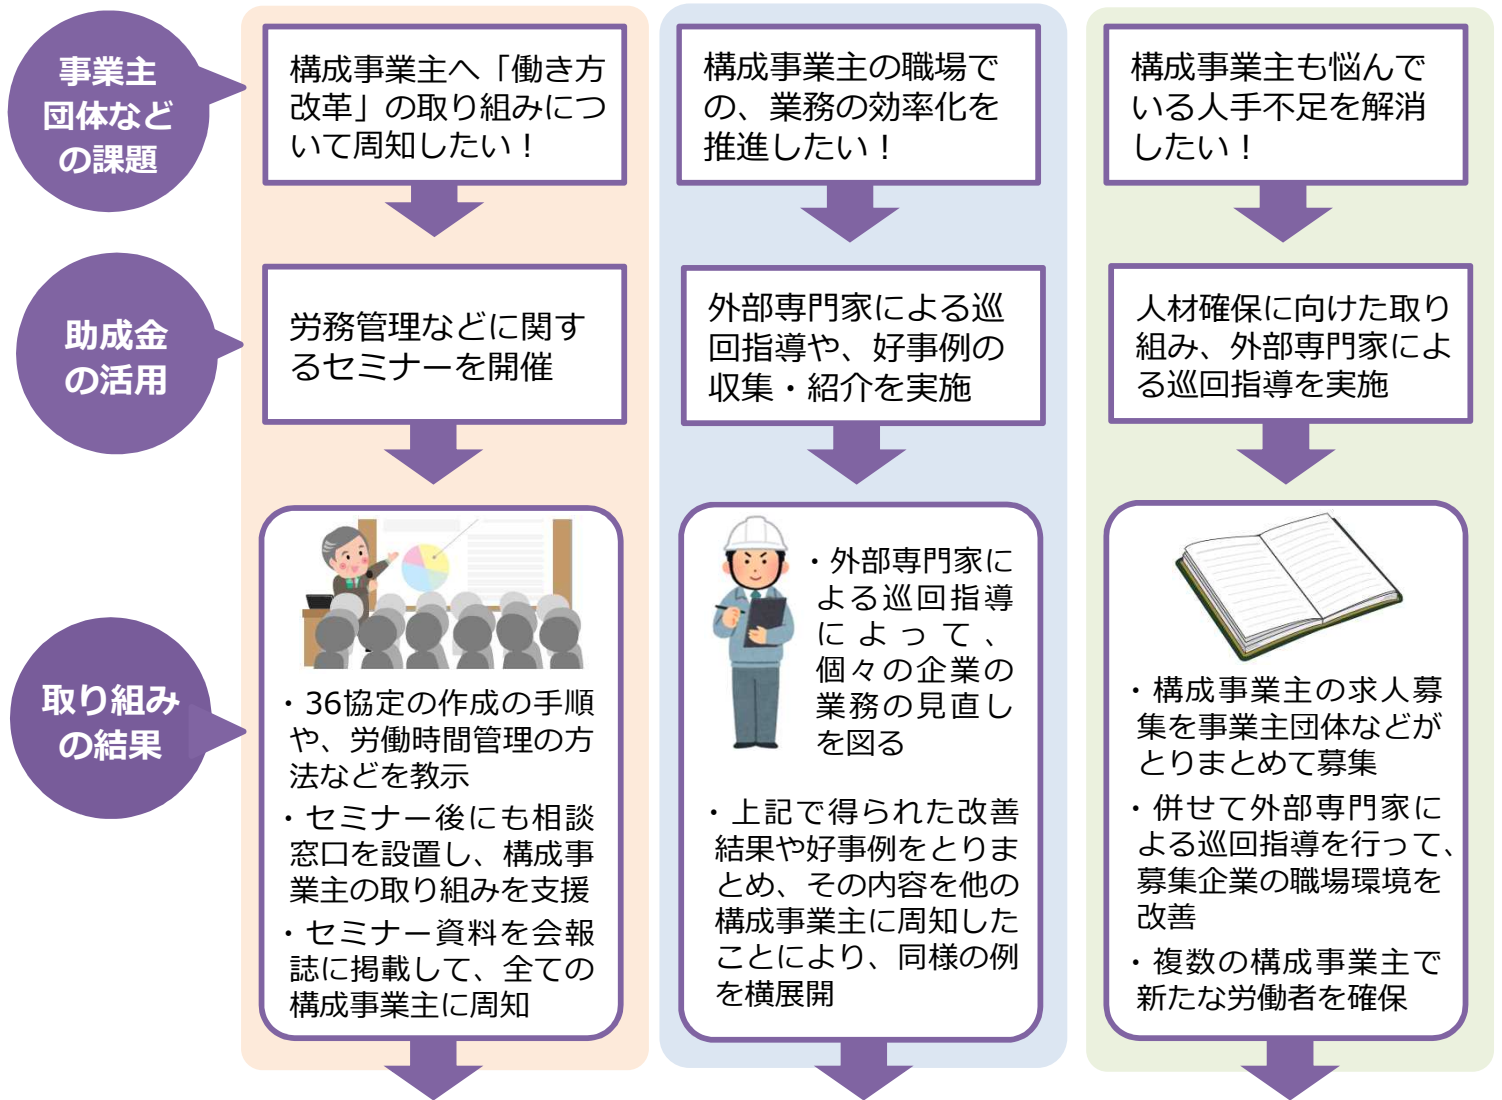 事業主
団体など
の課題
構成事業主へ「働き方
改革」の取り組みにつ
いて周知したい！
構成事業主の職場で
の、業務の効率化を
推進したい！
構成事業主も悩んで
いる人手不足を解消
したい！
助成金
の活用
労務管理などに関す
るセミナーを開催
外部専門家による巡
回指導や、好事例の
収集・紹介を実施
人材確保に向けた取り
組み、外部専門家によ
る巡回指導を実施
取り組み
の結果
・36協定の作成の手順
や、労働時間管理の方
法などを教示
・セミナー後にも相談
窓口を設置し、構成事
業主の取り組みを支援
・セミナー資料を会報
誌に掲載して、全ての
構成事業主に周知
・外部専門家に
よる巡回指導
によって、
個々の企業の
業務の見直し
を図る
・上記で得られた改善
結果や好事例をとりま
とめ、その内容を他の
構成事業主に周知した
ことにより、同様の例
を横展開
・構成事業主の求人募
集を事業主団体などが
とりまとめて募集
・併せて外部専門家に
よる巡回指導を行って、
募集企業の職場環境を
改善
・複数の構成事業主で
新たな労働者を確保